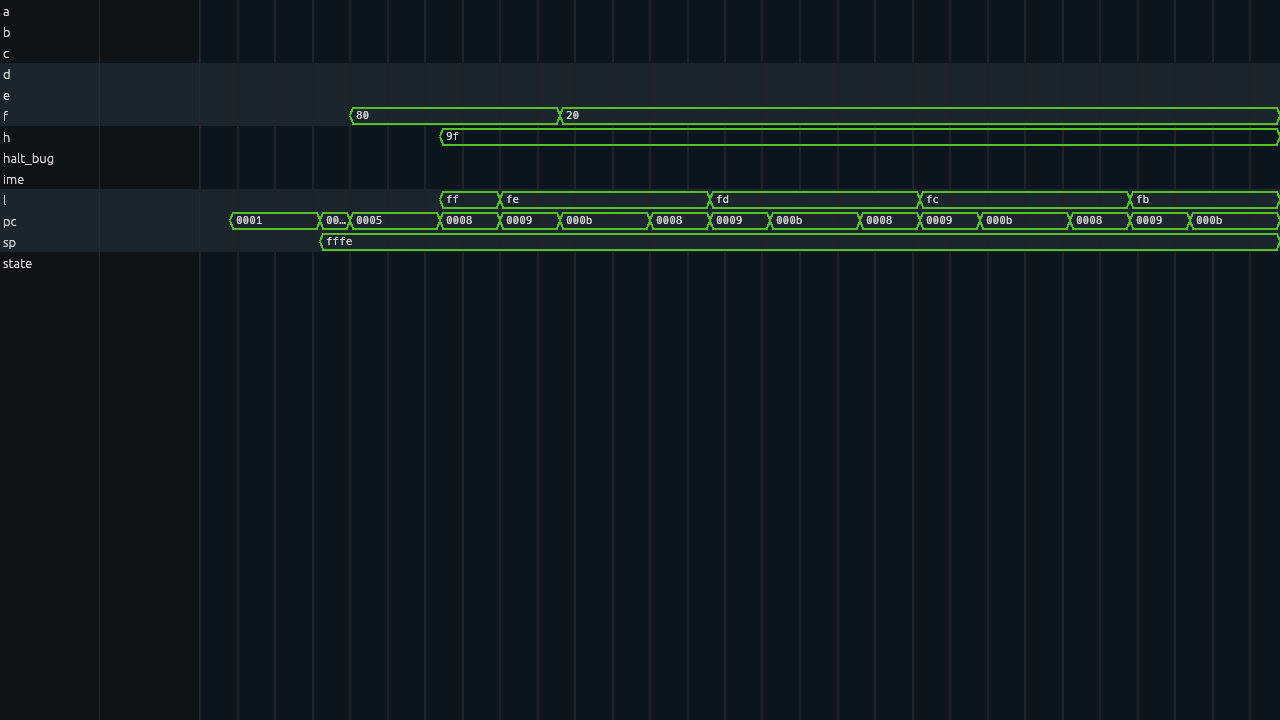 a
b
c
d
e
f 80 20
h 9f
halt_bug
ime
l ff fe fd fc fb
pc 0001 00… 0005 0008 0009 000b 0008 0009 000b 0008 0009 000b 0008 0009 000b
sp fffe
state